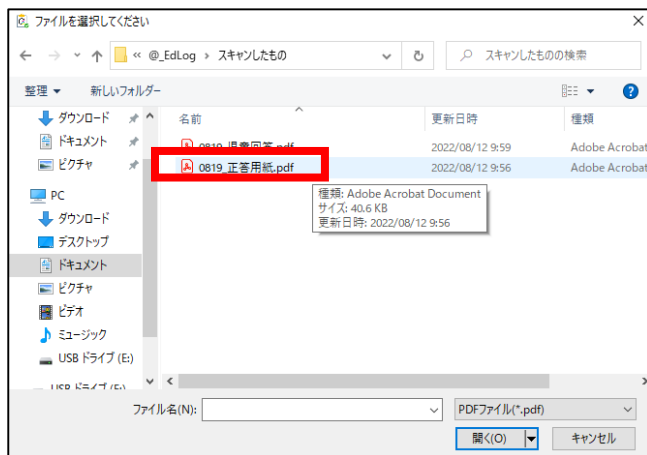 ファイルを選択してください
« @_EdLog › スキャンしたもの
スキャンしたものの検索
整理
新しいフォルダー
名前
更新日時
種類
ダウンロード
ドキュメント
ピクチャ
PC
ダウンロード
デスクトップ
ドキュメント
ピクチャ
ビデオ
ミュージック
USB ドライブ (E:)
USB ドライブ (E:)
0819_児童回答.pdf
2022/08/12 9:59
Adobe Acrobat
0819_正答用紙.pdf
2022/08/12 9:56
Adobe Acrobat
種類: Adobe Acrobat Document
サイズ: 40.6 KB
更新日時: 2022/08/12 9:56
ファイル名(N):
PDFファイル(*.pdf)
開く(O)
キャンセル